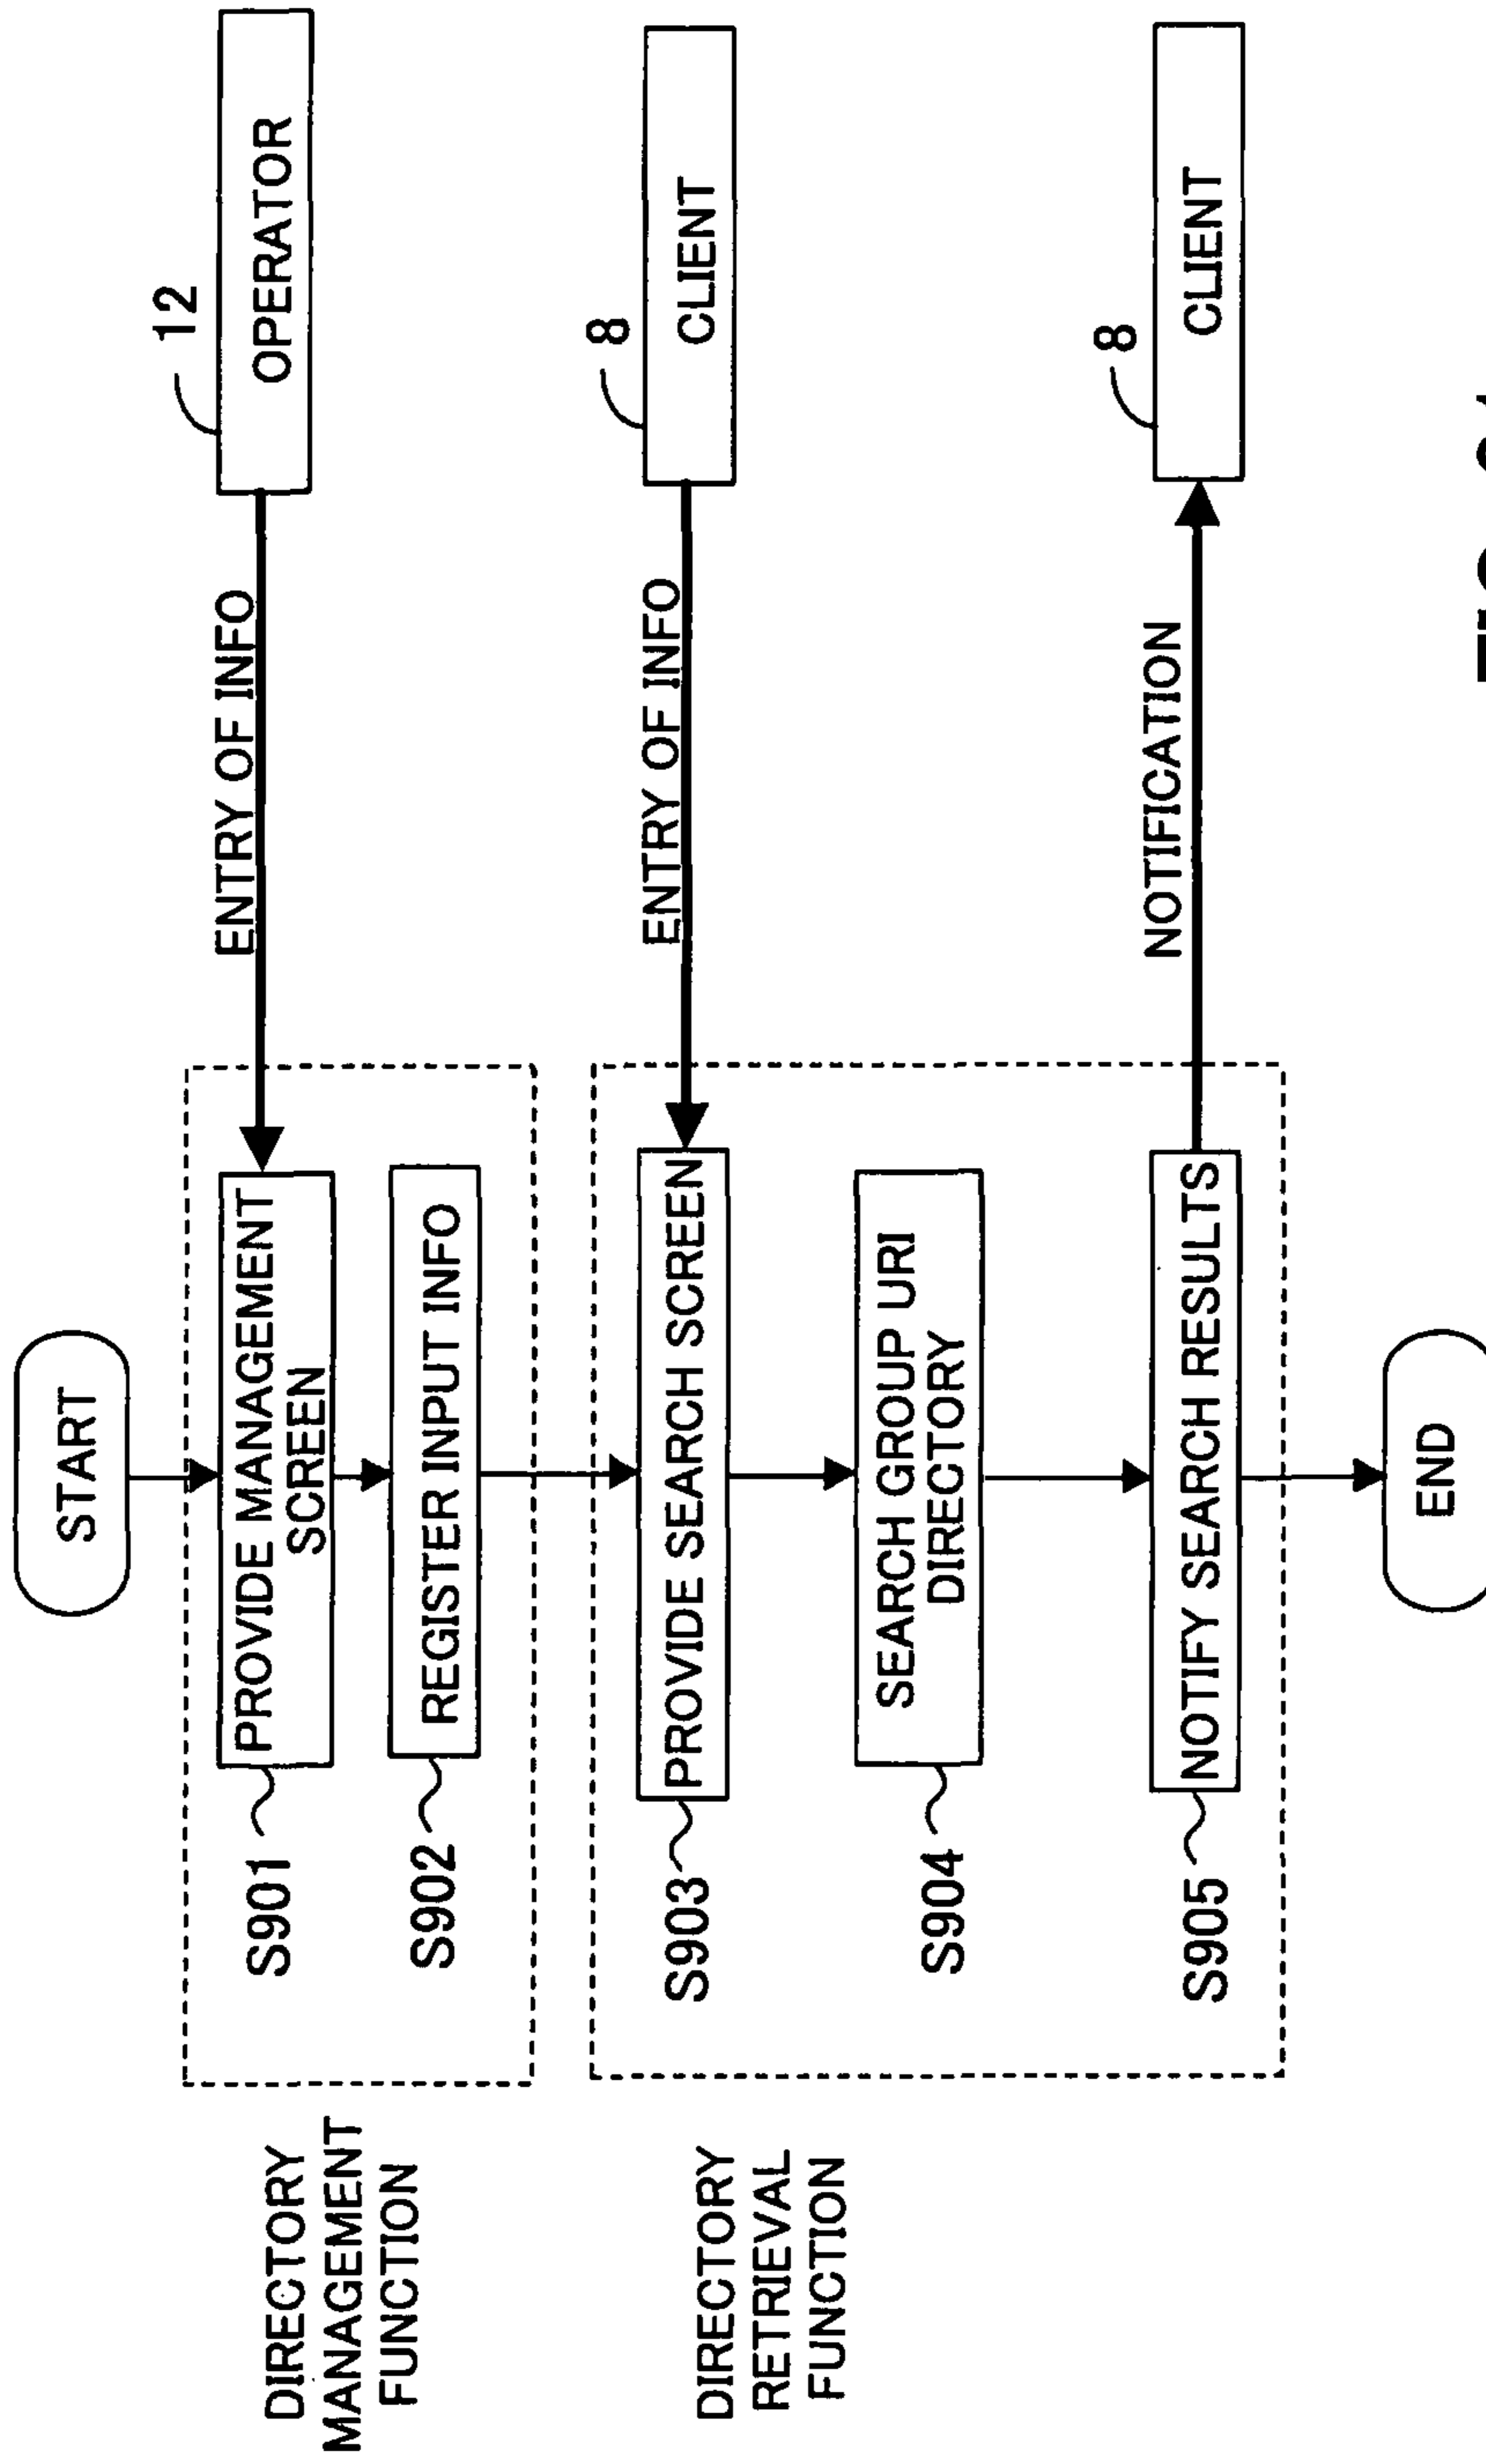 START
DIRECTORY
MANAGEMENT
FUNCTION
S901
PROVIDE MANAGEMENT
SCREEN
ENTRY OF INFO
12
OPERATOR
S902
REGISTER INPUT INFO
DIRECTORY
RETRIEVAL
FUNCTION
S903
PROVIDE SEARCH SCREEN
ENTRY OF INFO
8
CLIENT
S904
SEARCH GROUP URI
DIRECTORY
S905
NOTIFY SEARCH RESULTS
NOTIFICATION
8
CLIENT
END